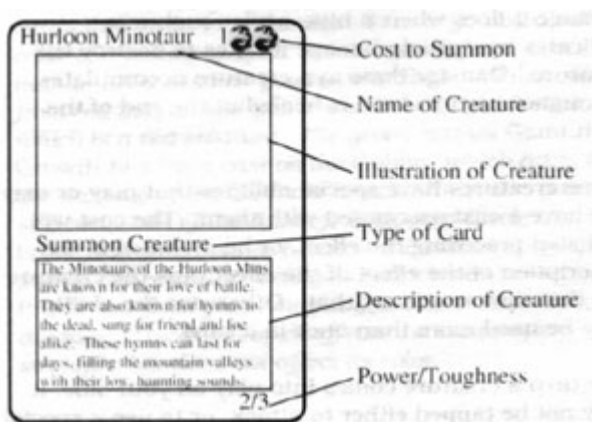 Hurloon Minotaur 1
Cost to Summon
Name of Creature
Illustration of Creature
Summon Creature
Type of Card
The Minotaurs of the Hurloon Mtns
are known for their love of battle.
They are also known for hymns to
the dead, sung for friend and foe
alike. These hymns can last for
days, filling the mountain valleys
with their low, haunting sounds.
Description of Creature
Power/Toughness
2/3